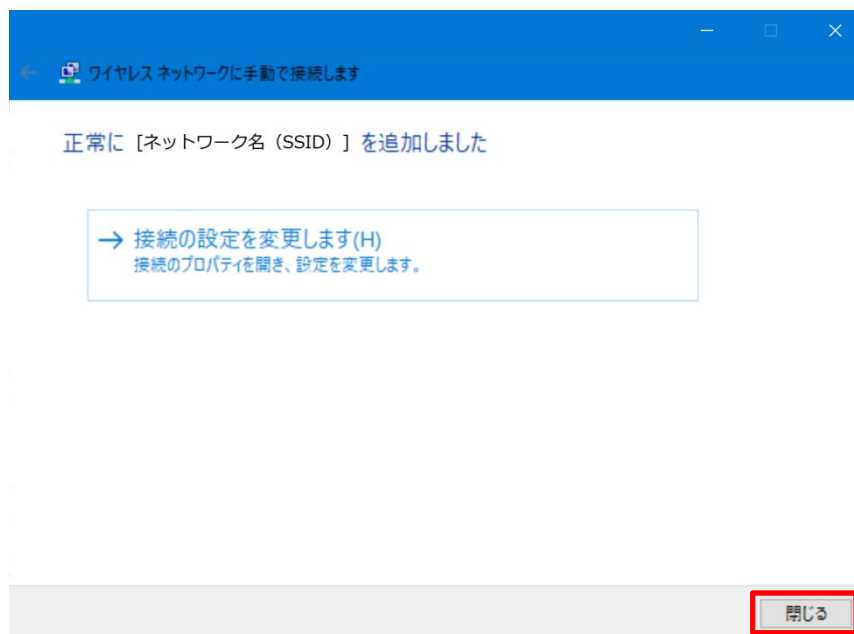 ワイヤレス ネットワークに手動で接続します
正常に [ネットワーク名（SSID）] を追加しました
→ 接続の設定を変更します(H)
接続のプロパティを開き、設定を変更します。
閉じる